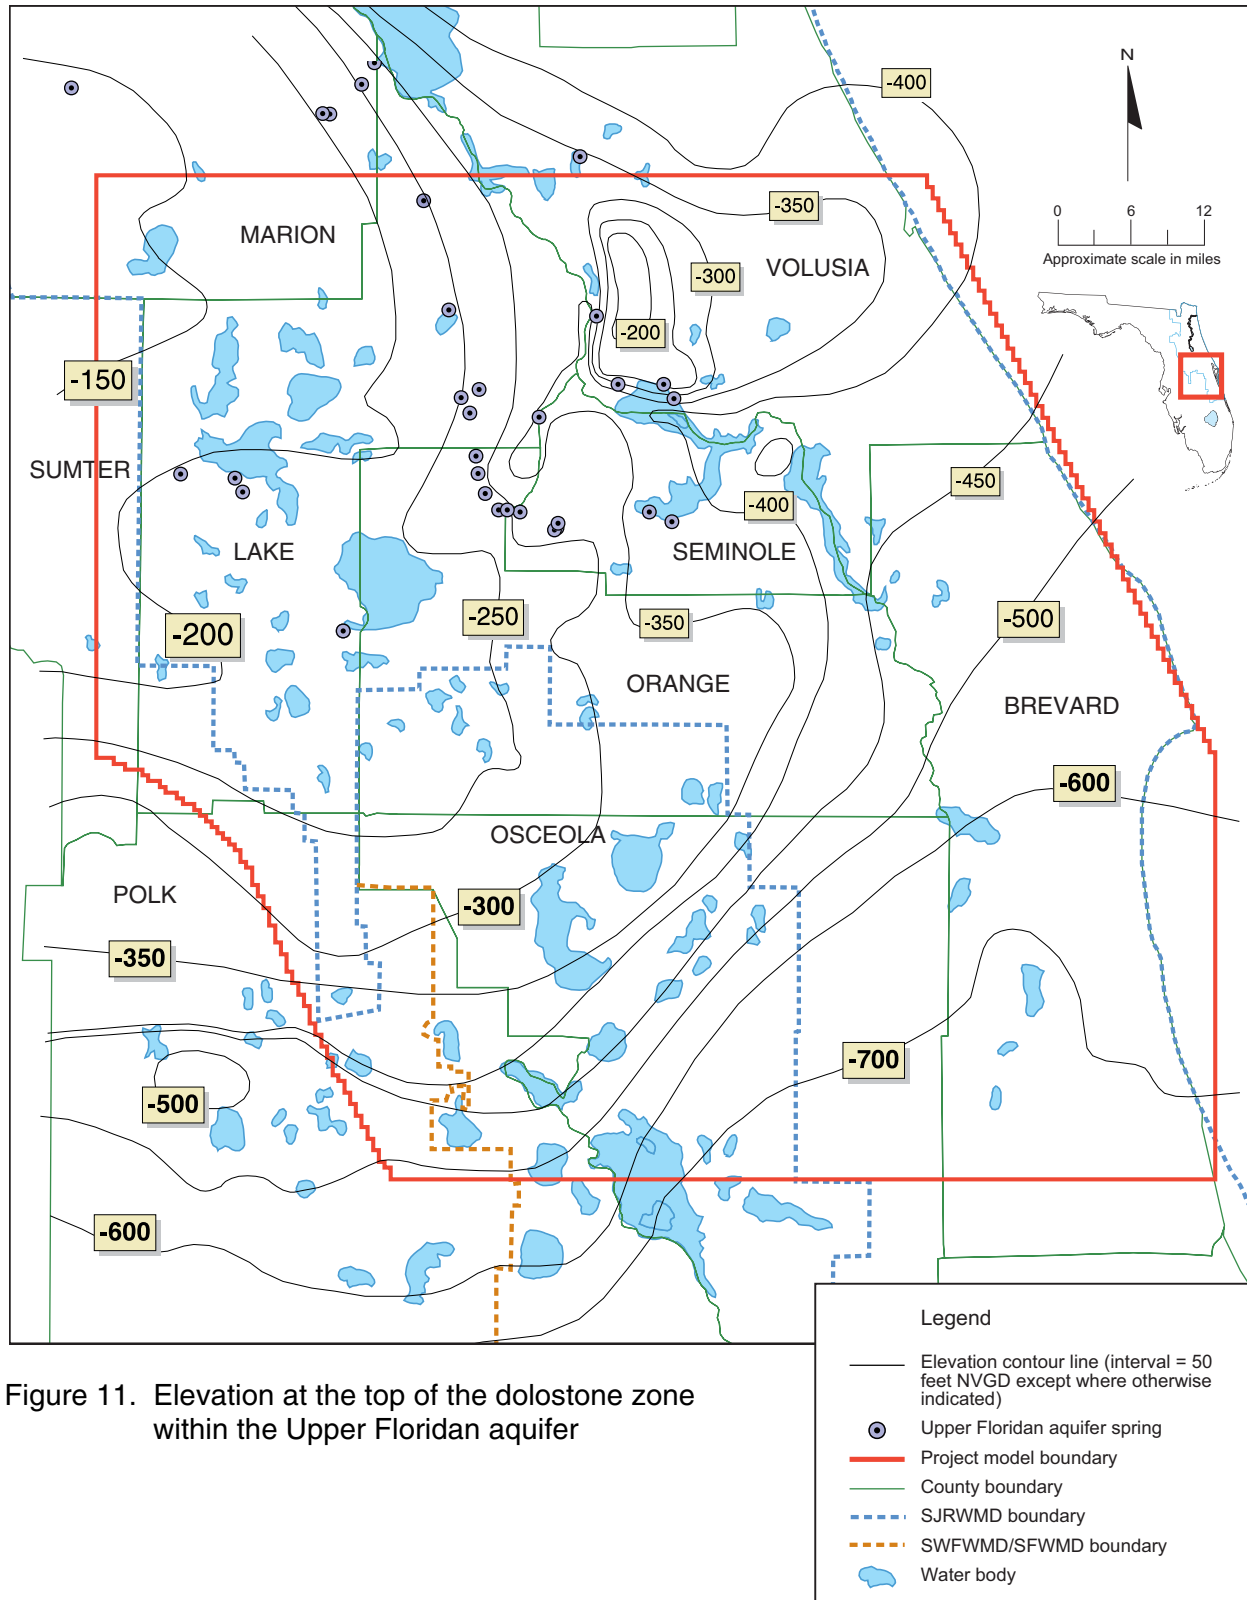 -400
N
-350
0 6 12
Approximate scale in miles
MARION
VOLUSIA
-300
-200
-150
SUMTER
-450
-400
LAKE
SEMINOLE
-200
-250
-350
-500
ORANGE
BREVARD
-600
OSCEOLA
POLK
-300
-350
-700
-500
-600
Legend
Elevation contour line (interval = 50
feet NVGD except where otherwise
indicated)
Upper Floridan aquifer spring
Project model boundary
County boundary
SJRWMD boundary
SWFWMD/SFWMD boundary
Water body
Figure 11. Elevation at the top of the dolostone zone
within the Upper Floridan aquifer